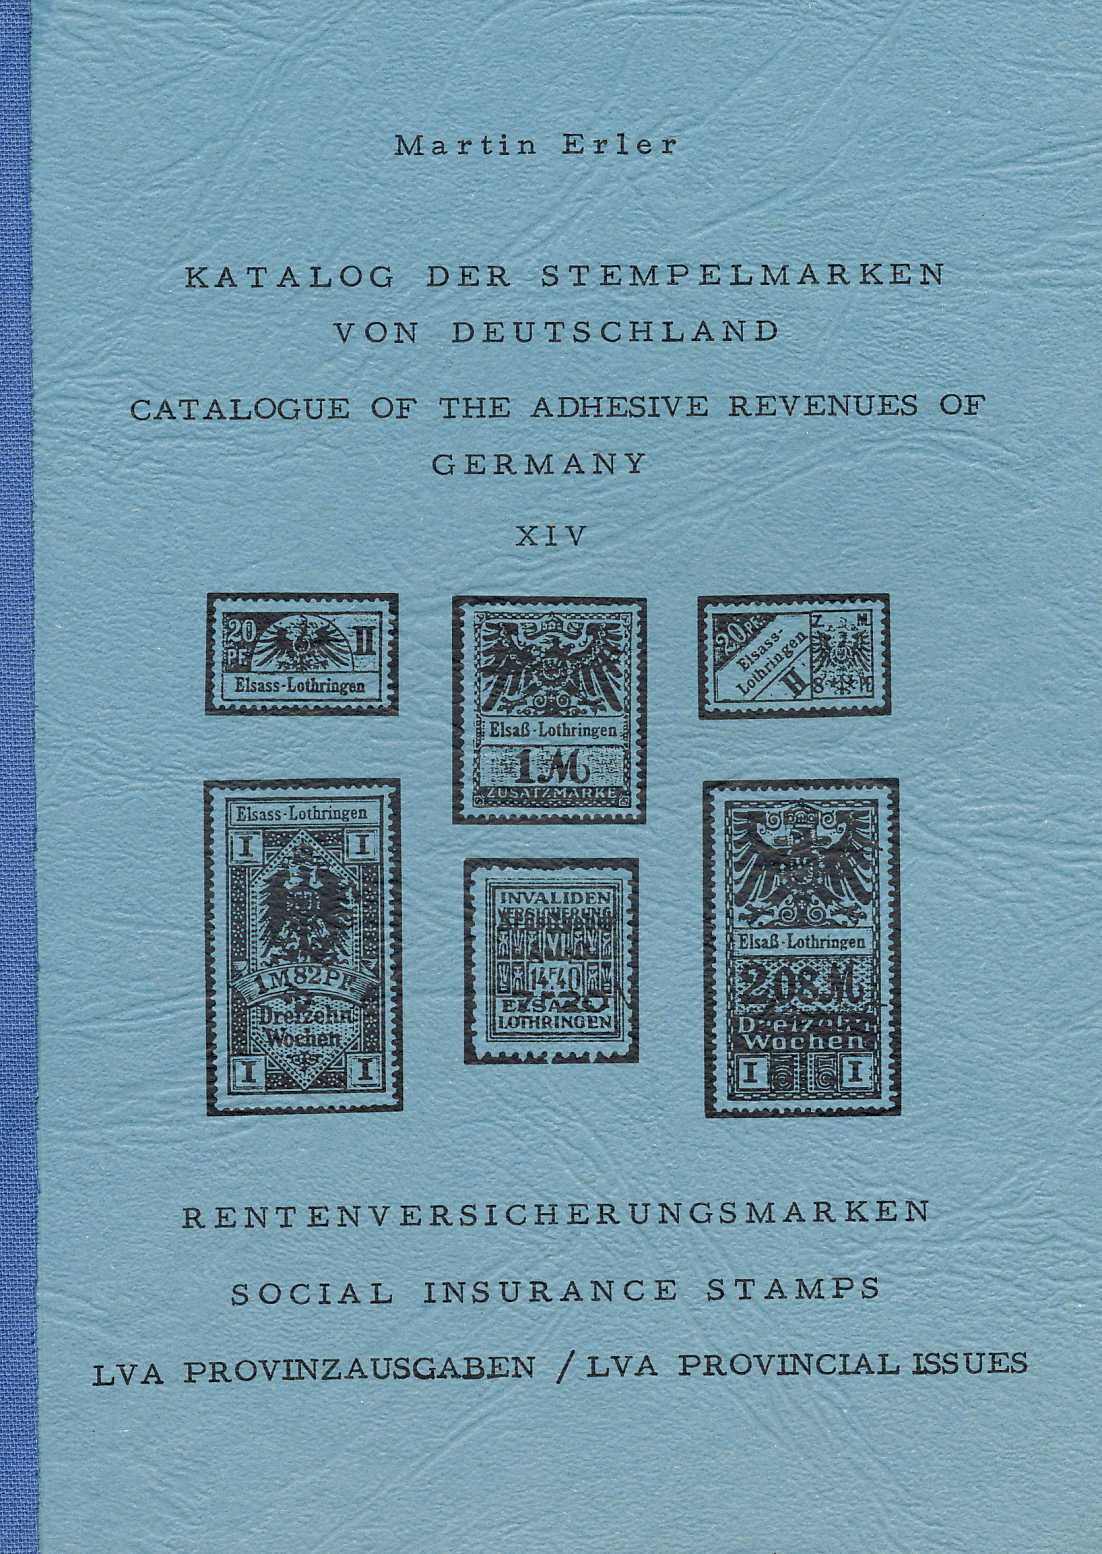 Martin Erler
KATALOG DER STEMPELMARKEN
VON DEUTSCHLAND
CATALOGUE OF THE ADHESIVE REVENUES OF
GERMANY
XIV
20
PF
II
Elsass-Lothringen
Elsaß-Lothringen
1 M
ZUSATZMARKE
20 PF
Elsass-
Lothringen
II
Z M
8
Elsass-Lothringen
I I
1 M 82 PF
Dreizehn
Wochen
I I
INVALIDEN
14 F 40
LOTHRINGEN
Elsaß-Lothringen
2,08 M
Dreizehn
Wochen
I I
RENTENVERSICHERUNGSMARKEN
SOCIAL INSURANCE STAMPS
LVA PROVINZAUSGABEN / LVA PROVINCIAL ISSUES